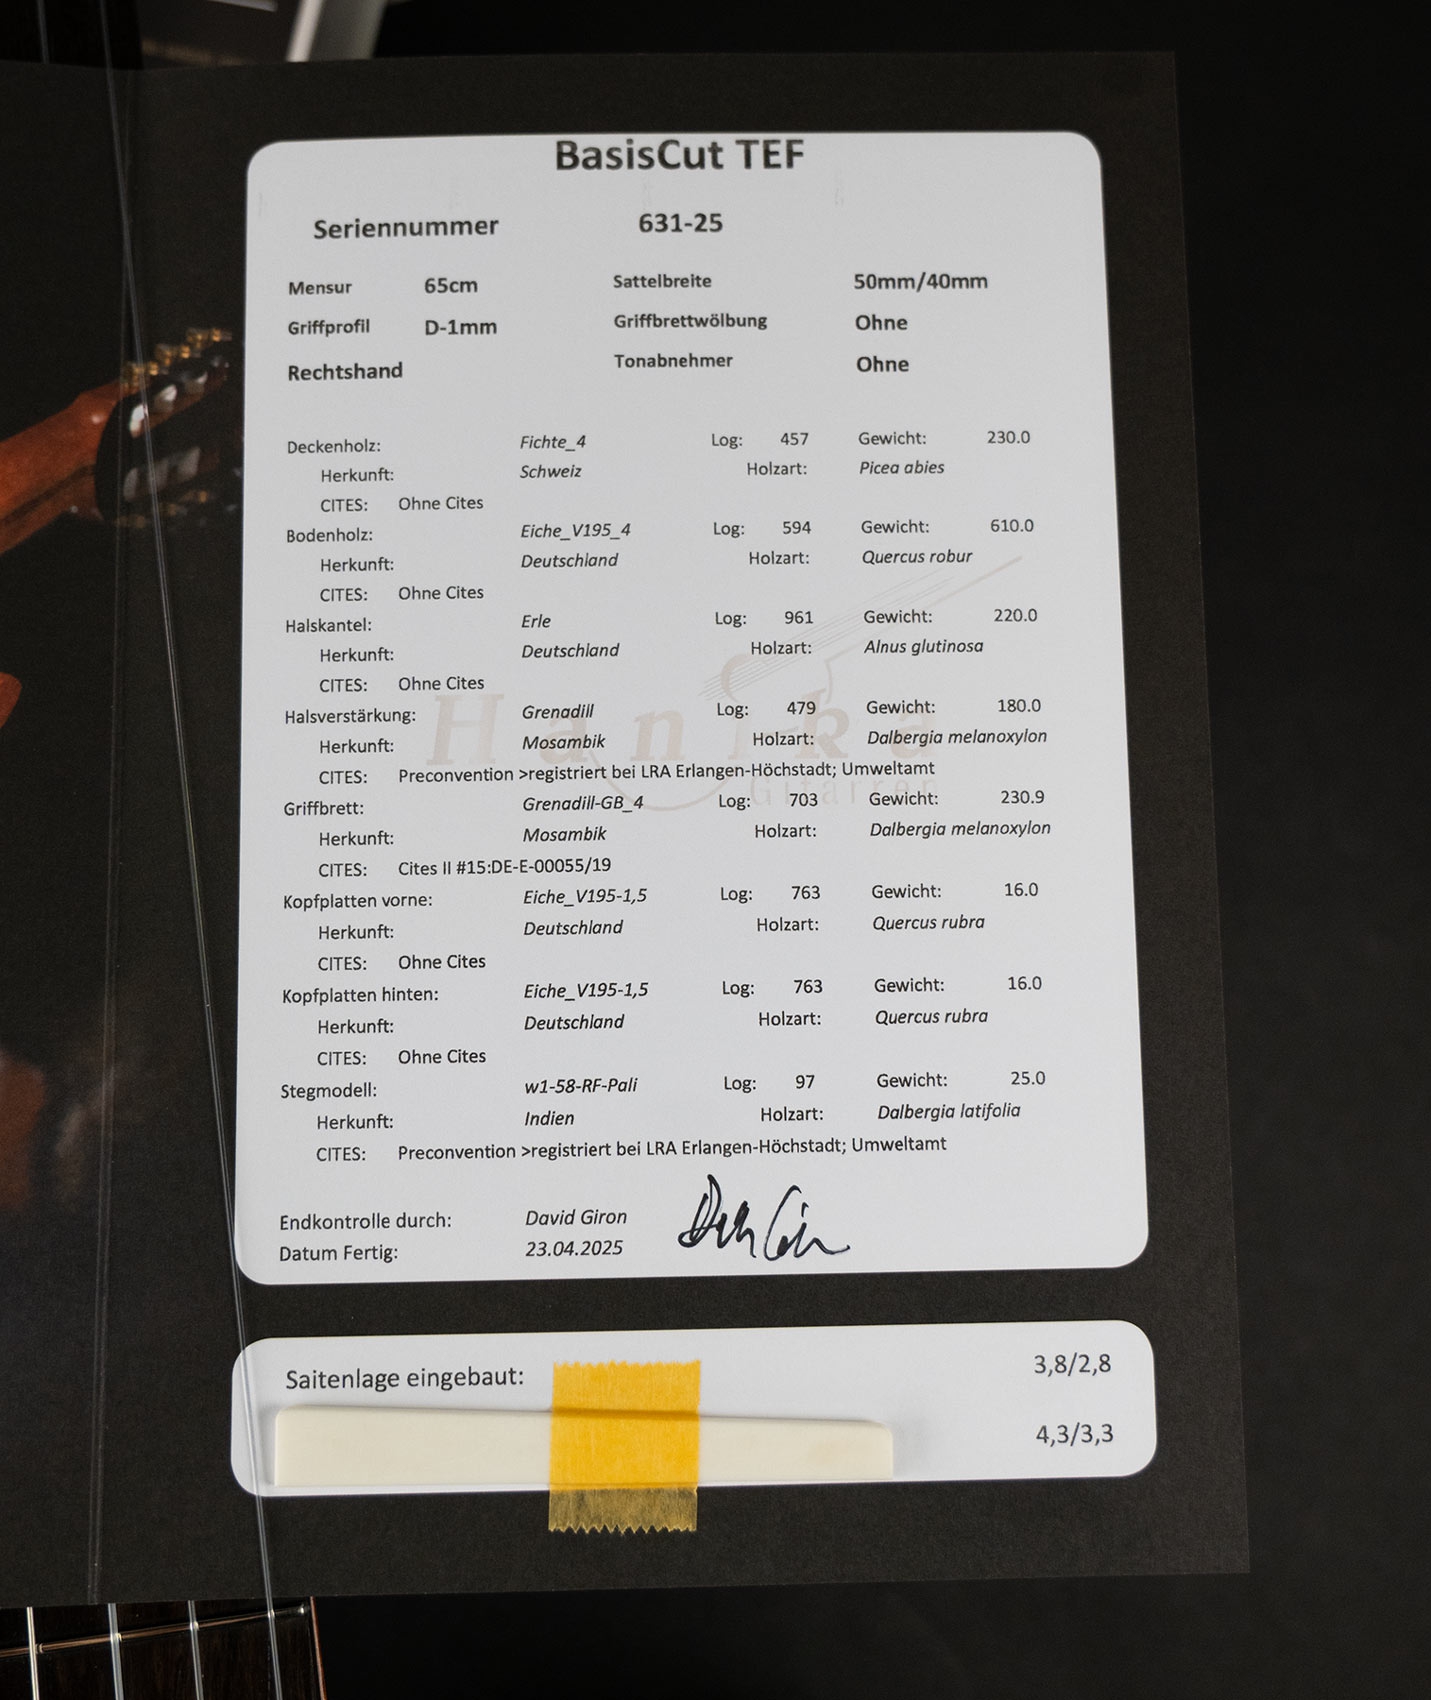 BasisCut TEF
Seriennummer 631-25
Mensur 65cm Sattelbreite 50mm/40mm
Griffprofil D-1mm Griffbrettwölbung Ohne
Rechtshand Tonabnehmer Ohne
Deckenholz: Fichte_4 Log: 457 Gewicht: 230.0
Herkunft: Schweiz Holzart: Picea abies
CITES: Ohne Cites
Bodenholz: Eiche_V195_4 Log: 594 Gewicht: 610.0
Herkunft: Deutschland Holzart: Quercus robur
CITES: Ohne Cites
Halskantel: Erle Log: 961 Gewicht: 220.0
Herkunft: Deutschland Holzart: Alnus glutinosa
CITES: Ohne Cites
Hanika
Gitarren
Halsverstärkung: Grenadill Log: 479 Gewicht: 180.0
Herkunft: Mosambik Holzart: Dalbergia melanoxylon
CITES: Preconvention >registriert bei LRA Erlangen-Höchstadt; Umweltamt
Griffbrett: Grenadill-GB_4 Log: 703 Gewicht: 230.9
Herkunft: Mosambik Holzart: Dalbergia melanoxylon
CITES: Cites II #15:DE-E-00055/19
Kopfplatten vorne: Eiche_V195-1,5 Log: 763 Gewicht: 16.0
Herkunft: Deutschland Holzart: Quercus rubra
CITES: Ohne Cites
Kopfplatten hinten: Eiche_V195-1,5 Log: 763 Gewicht: 16.0
Herkunft: Deutschland Holzart: Quercus rubra
CITES: Ohne Cites
Stegmodell: w1-58-RF-Pali Log: 97 Gewicht: 25.0
Herkunft: Indien Holzart: Dalbergia latifolia
CITES: Preconvention >registriert bei LRA Erlangen-Höchstadt; Umweltamt
Endkontrolle durch: David Giron
Datum Fertig: 23.04.2025
Saitenlage eingebaut: 3,8/2,8
4,3/3,3